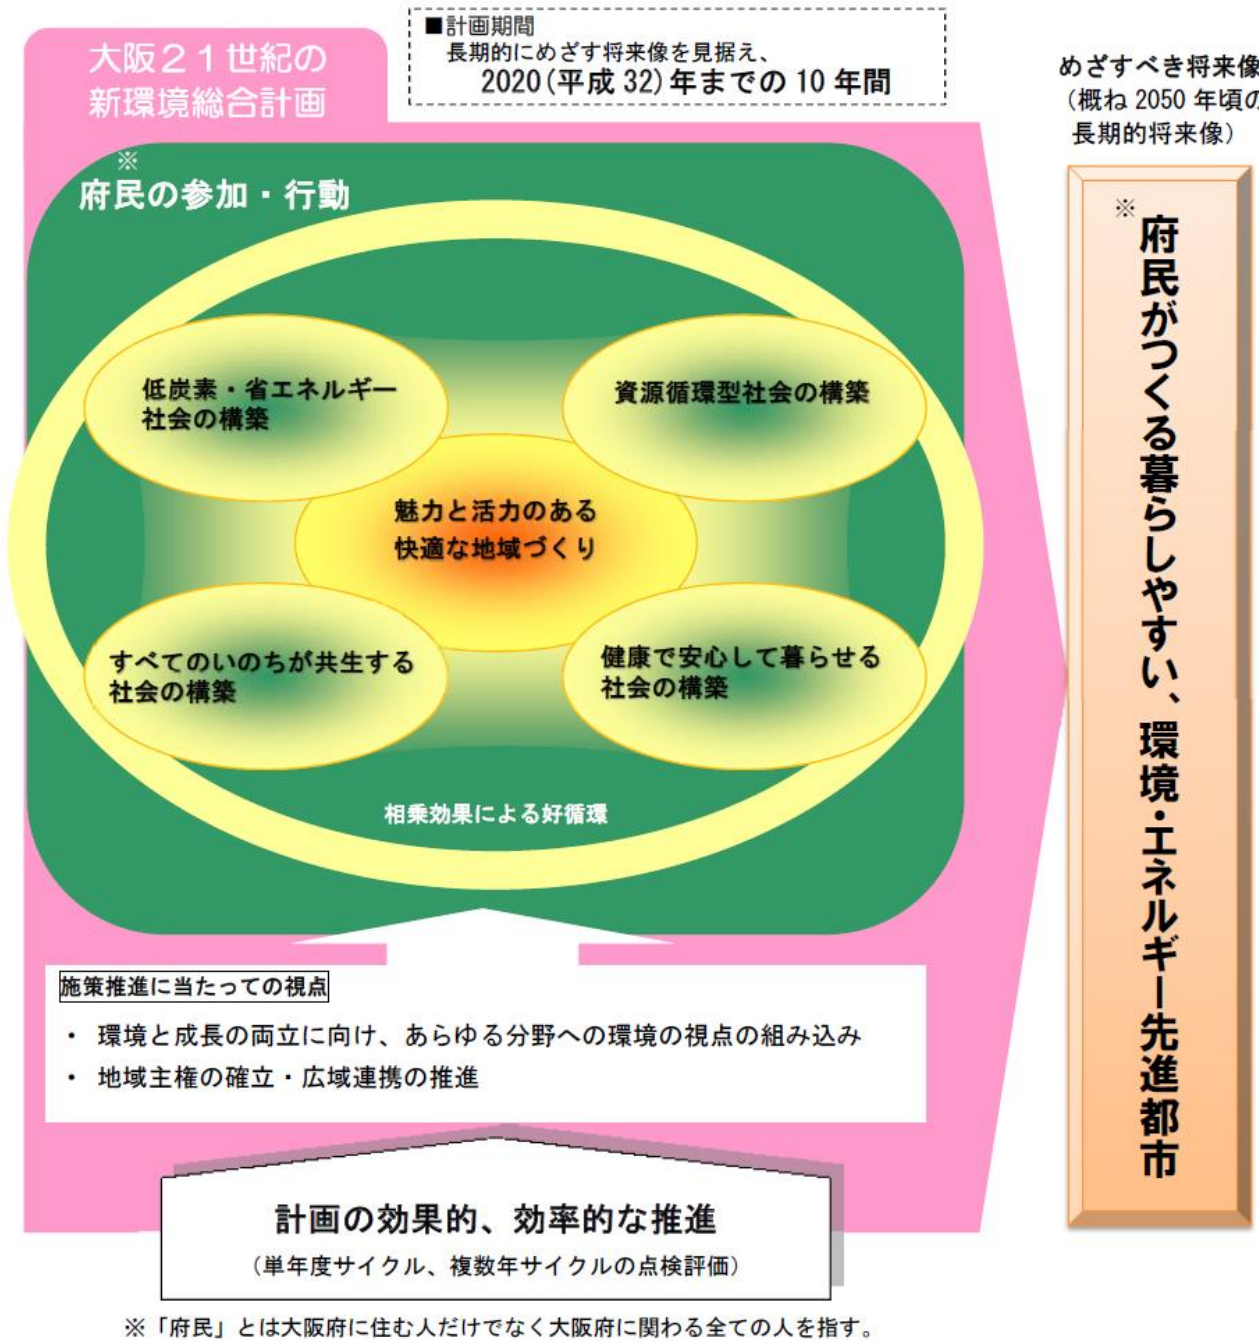 大阪２１世紀の
新環境総合計画
■計画期間
長期的にめざす将来像を見据え、
2020(平成 32)年までの 10 年間
めざすべき将来像
（概ね 2050 年頃の
長期的将来像）
※
府民の参加・行動
低炭素・省エネルギー
社会の構築
資源循環型社会の構築
魅力と活力のある
快適な地域づくり
すべてのいのちが共生する
社会の構築
健康で安心して暮らせる
社会の構築
相乗効果による好循環
※
府民がつくる暮らしやすい、環境・エネルギー先進都市
施策推進に当たっての視点
・ 環境と成長の両立に向け、あらゆる分野への環境の視点の組み込み
・ 地域主権の確立・広域連携の推進
計画の効果的、効率的な推進
（単年度サイクル、複数年サイクルの点検評価）
※「府民」とは大阪府に住む人だけでなく大阪府に関わる全ての人を指す。